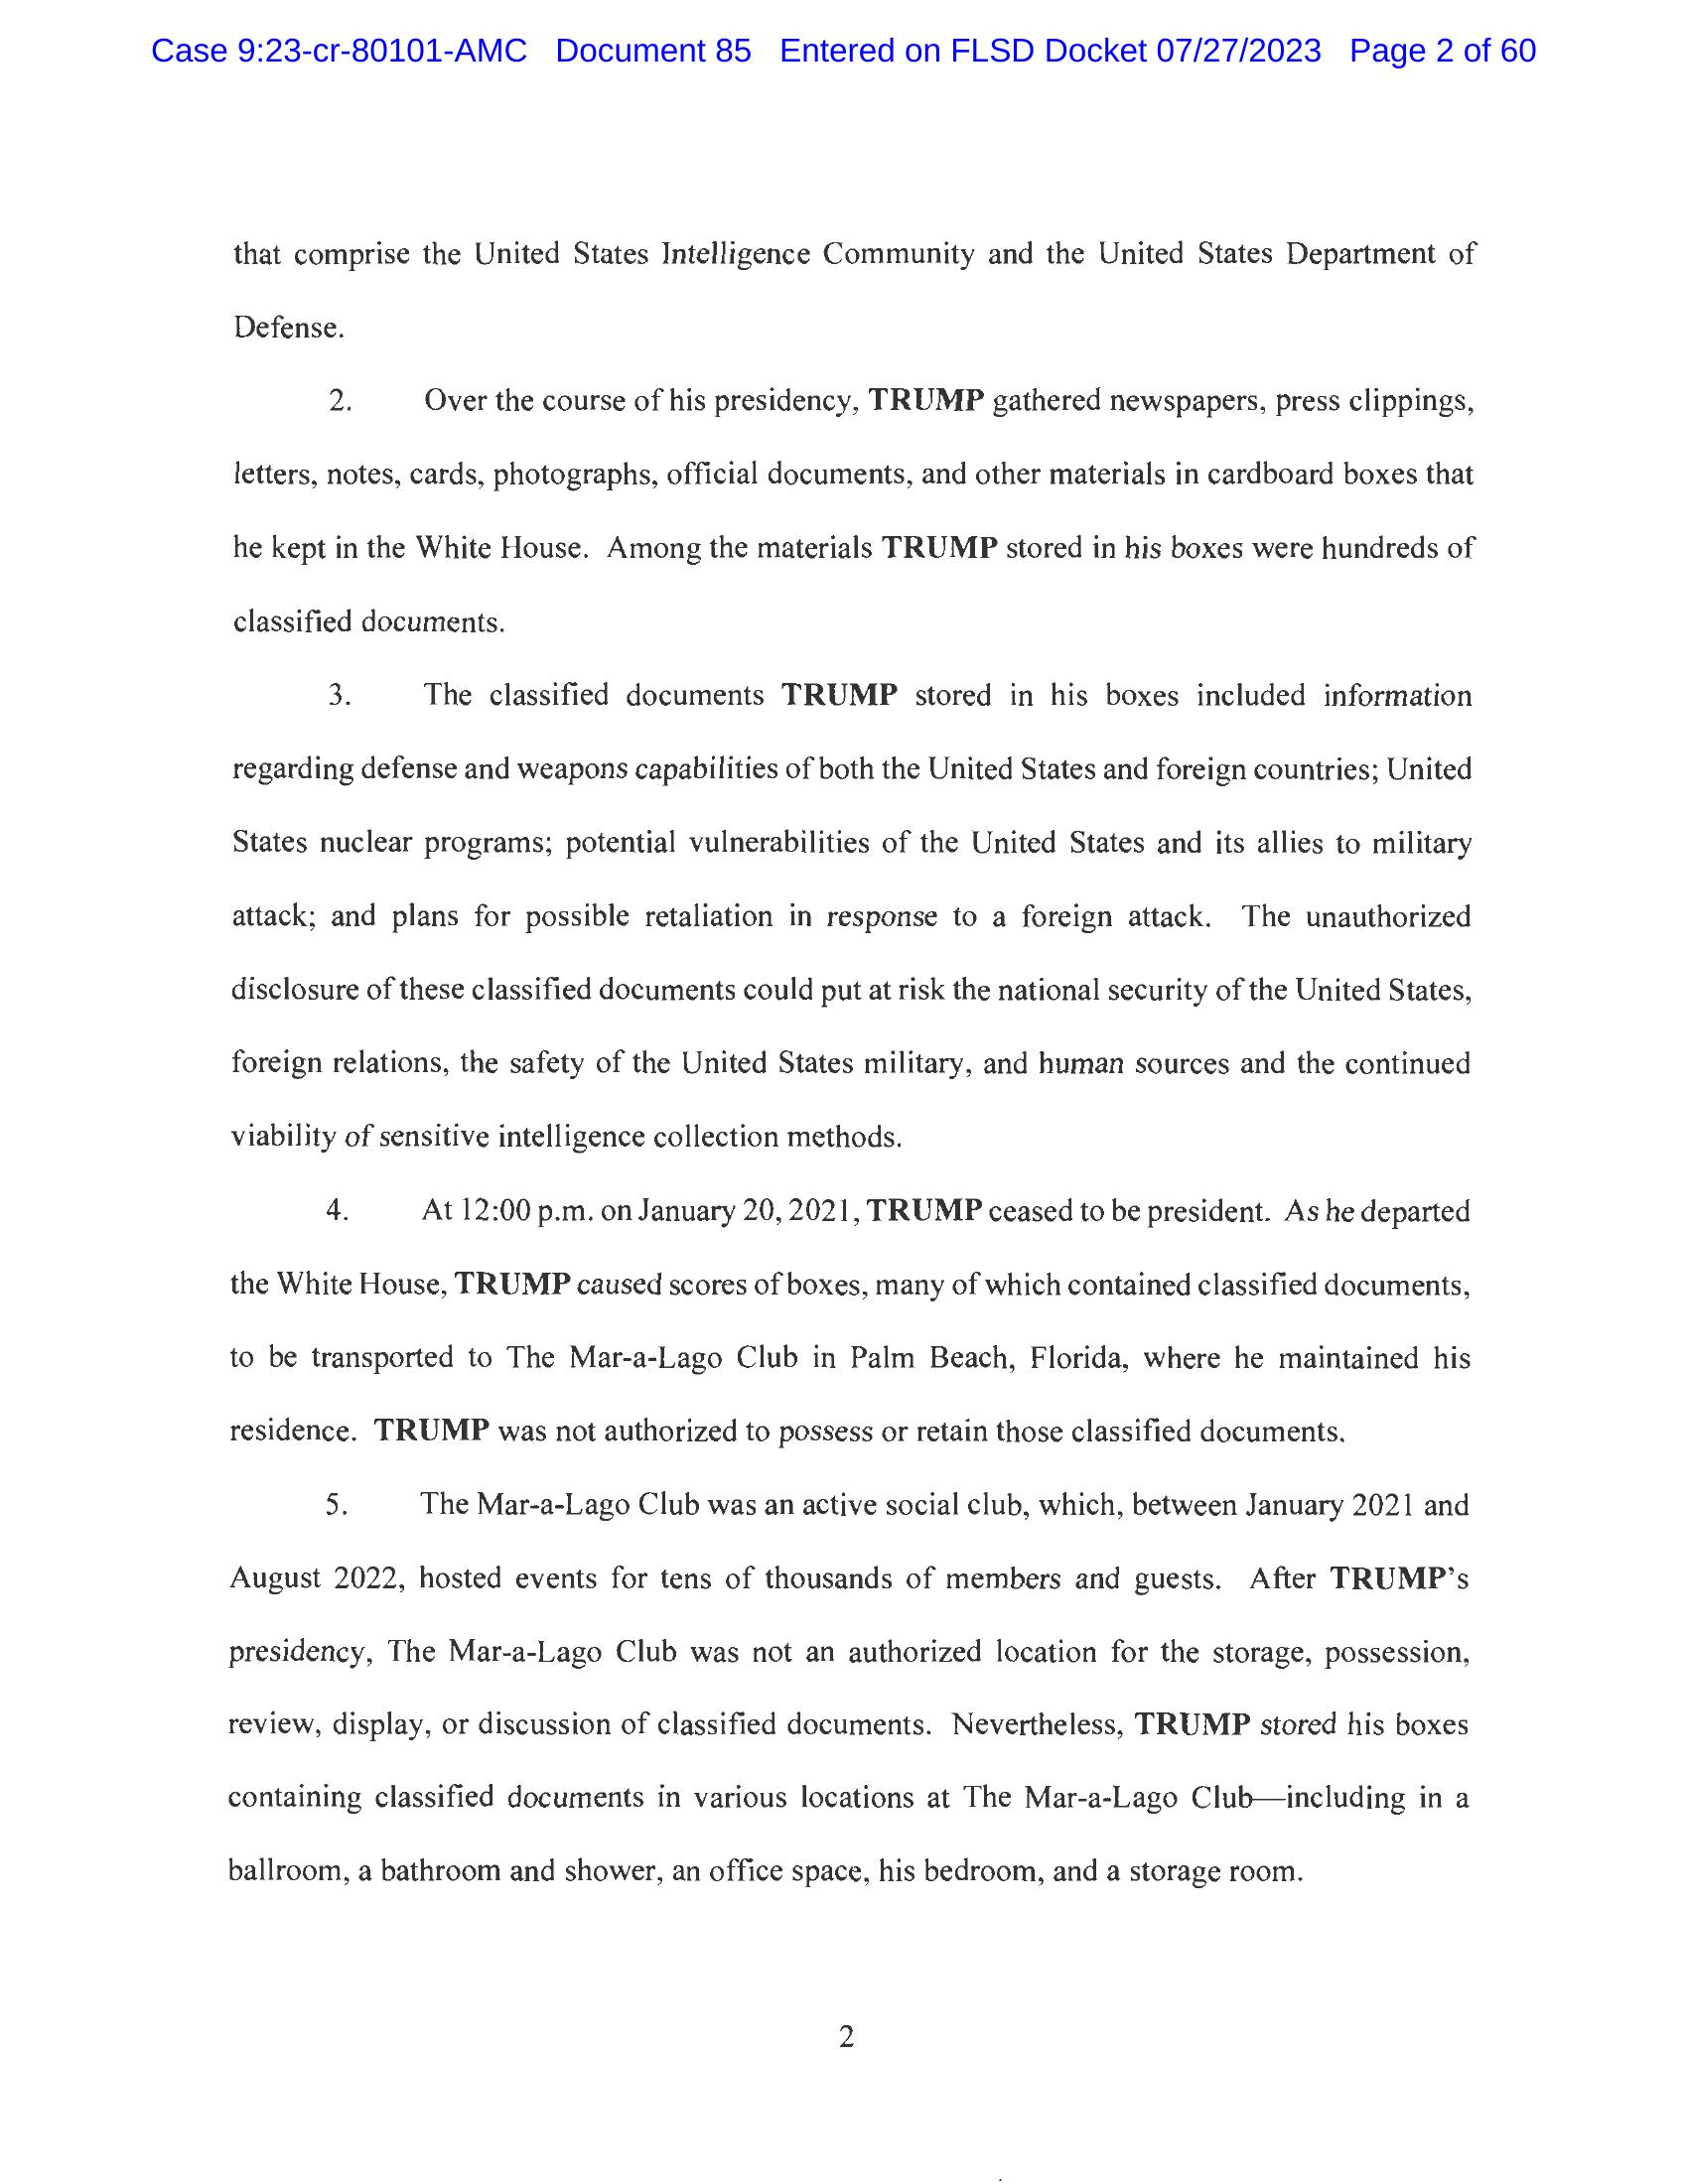 Case 9:23-cr-80101-AMC Document 85 Entered on FLSD Docket 07/27/2023 Page 2 of 60
that comprise the United States Intelligence Community and the United States Department of
Defense.
2. Over the course of his presidency, TRUMP gathered newspapers, press clippings,
letters, notes, cards, photographs, official documents, and other materials in cardboard boxes that
he kept in the White House. Among the materials TRUMP stored in his boxes were hundreds of
classified documents.
3. The classified documents TRUMP stored in his boxes included information
regarding defense and weapons capabilities of both the United States and foreign countries; United
States nuclear programs; potential vulnerabilities of the United States and its allies to military
attack; and plans for possible retaliation in response to a foreign attack. The unauthorized
disclosure of these classified documents could put at risk the national security of the United States,
foreign relations, the safety of the United States military, and human sources and the continued
viability of sensitive intelligence collection methods.
4. At 12:00 p.m. on January 20, 2021, TRUMP ceased to be president. As he departed
the White House, TRUMP caused scores of boxes, many of which contained classified documents,
to be transported to The Mar-a-Lago Club in Palm Beach, Florida, where he maintained his
residence. TRUMP was not authorized to possess or retain those classified documents.
5. The Mar-a-Lago Club was an active social club, which, between January 2021 and
August 2022, hosted events for tens of thousands of members and guests. After TRUMP's
presidency, The Mar-a-Lago Club was not an authorized location for the storage, possession,
review, display, or discussion of classified documents. Nevertheless, TRUMP stored his boxes
containing classified documents in various locations at The Mar-a-Lago Club—including in a
ballroom, a bathroom and shower, an office space, his bedroom, and a storage room.
2